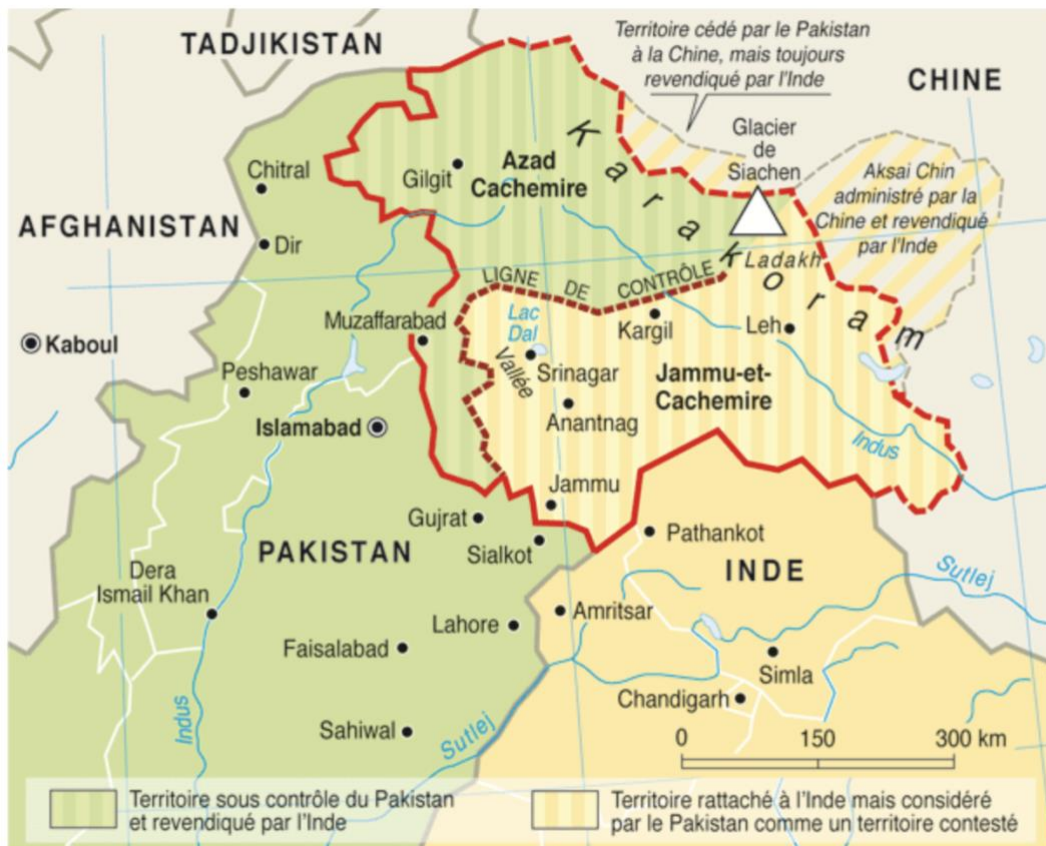 TADJIKISTAN
Territoire cédé par le Pakistan
à la Chine, mais toujours
revendiqué par l'Inde
CHINE
Glacier
de
Siachen
Karakoram
Aksai Chin
administré par la
Chine et revendiqué
par l'Inde
Chitral
Gilgit
Azad
Cachemire
AFGHANISTAN
Dir
Ladakh
LIGNE DE CONTRÔLE
Lac
Dal
Muzaffarabad
Kargil
Leh
Kaboul
Vallée
Srinagar
Peshawar
Jammu-et-
Cachemire
Anantnag
Islamabad
Indus
Jammu
Gujrat
Pathankot
PAKISTAN
Sialkot
INDE
Dera
Ismail Khan
Sutlej
Amritsar
Lahore
Faisalabad
Simla
Chandigarh
Indus
Sahiwal
Sutlej
0 150 300 km
Territoire sous contrôle du Pakistan
et revendiqué par l'Inde
Territoire rattaché à l'Inde mais considéré
par le Pakistan comme un territoire contesté